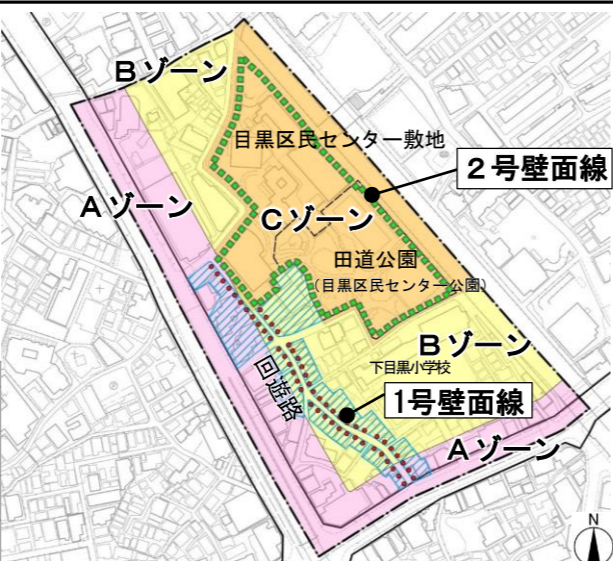 Bゾーン
目黒区民センター敷地
2号壁面線
Aゾーン
Cゾーン
田道公園
(目黒区民センター公園)
Bゾーン
下目黒小学校
回遊路
1号壁面線
Aゾーン
N